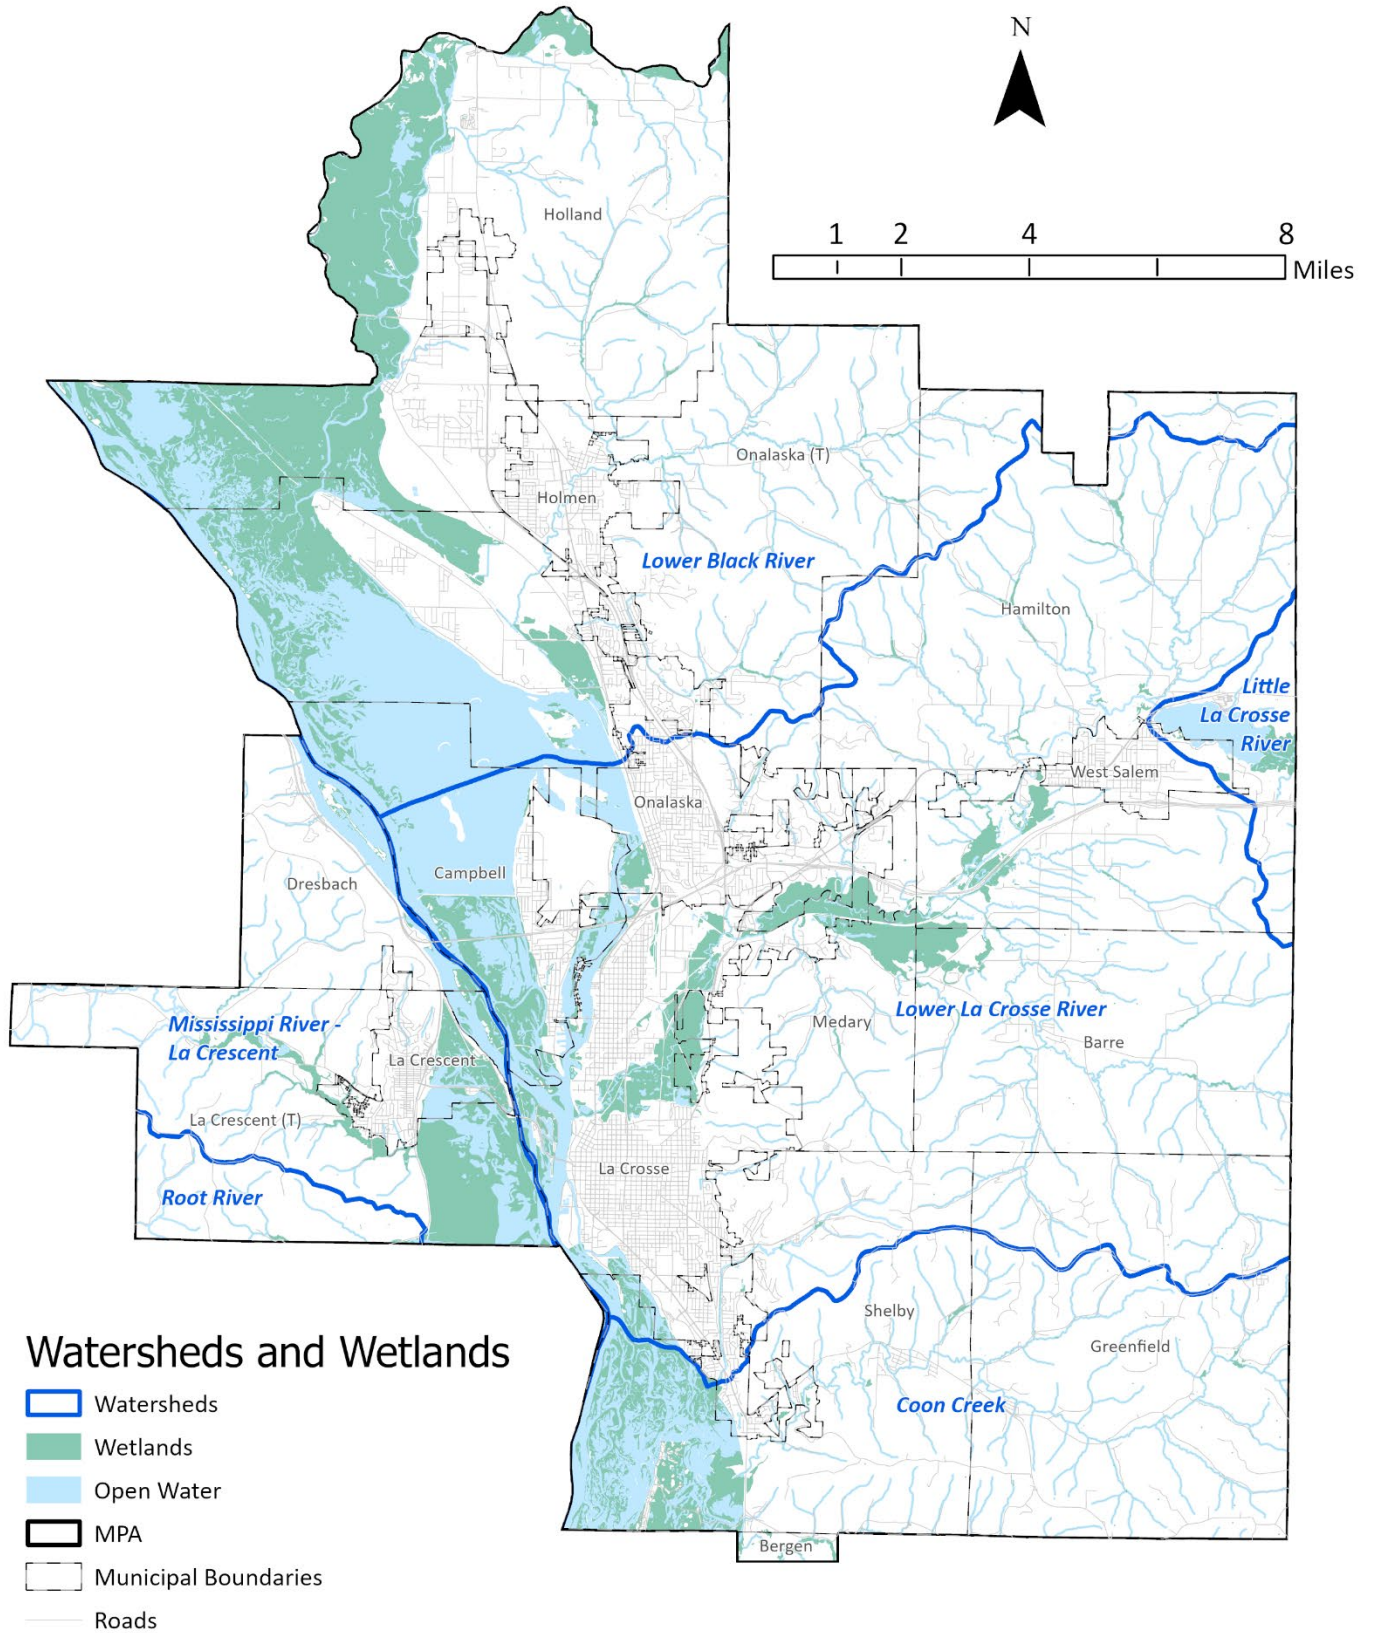 N
1 2 4 8
Miles
Holland
Onalaska (T)
Holmen
Lower Black River
Hamilton
Little
La Crosse
River
West Salem
Onalaska
Campbell
Dresbach
Lower La Crosse River
Mississippi River -
La Crescent
Medary
Barre
La Crescent
La Crescent (T)
La Crosse
Root River
Shelby
Greenfield
Coon Creek
Bergen
Watersheds and Wetlands
Watersheds
Wetlands
Open Water
MPA
Municipal Boundaries
Roads